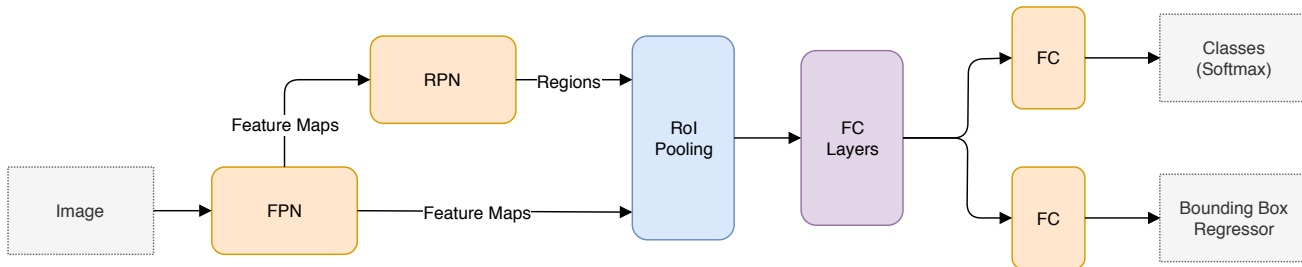 Image
FPN
Feature Maps
RPN
Regions
Feature Maps
RoI
Pooling
FC
Layers
FC
Classes
(Softmax)
FC
Bounding Box
Regressor